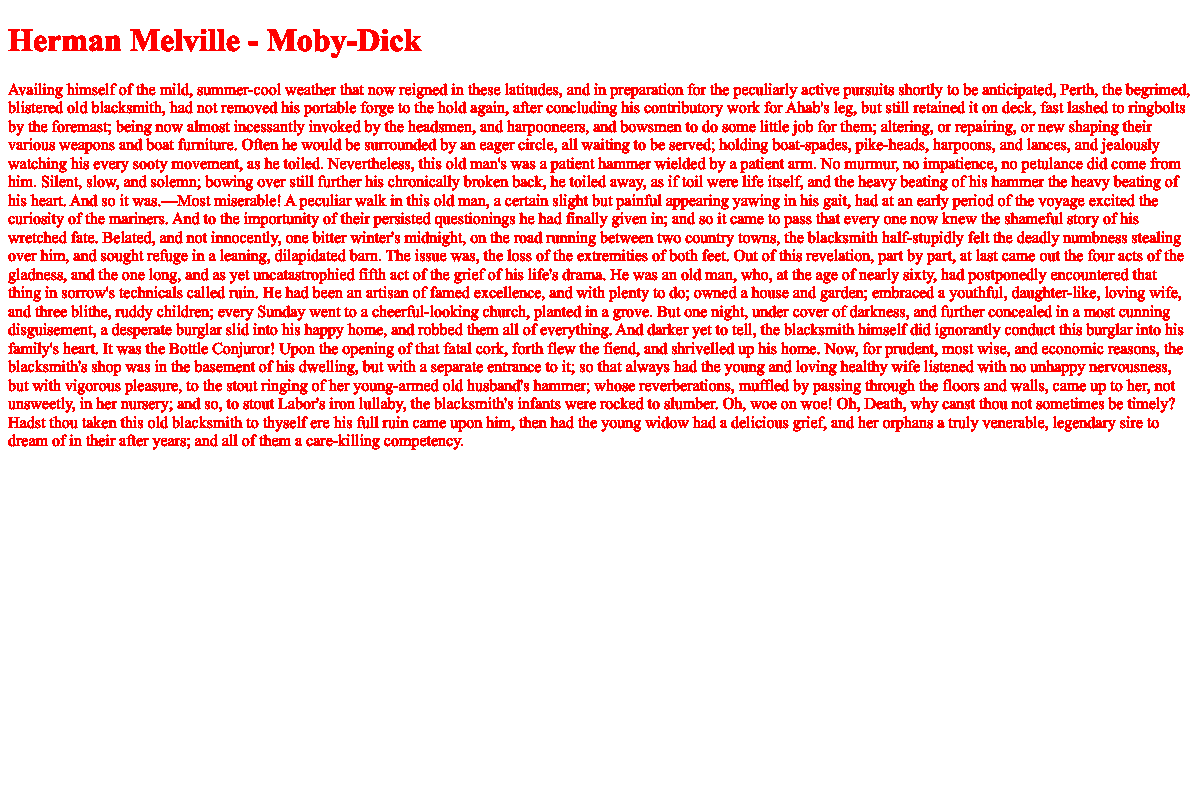 Herman Melville - Moby-Dick
Availing himself of the mild, summer-cool weather that now reigned in these latitudes, and in preparation for the peculiarly active pursuits shortly to be anticipated, Perth, the begrimed,
blistered old blacksmith, had not removed his portable forge to the hold again, after concluding his contributory work for Ahab's leg, but still retained it on deck, fast lashed to ringbolts
by the foremast; being now almost incessantly invoked by the headsmen, and harpooneers, and bowsmen to do some little job for them; altering, or repairing, or new shaping their
various weapons and boat furniture. Often he would be surrounded by an eager circle, all waiting to be served; holding boat-spades, pike-heads, harpoons, and lances, and jealously
watching his every sooty movement, as he toiled. Nevertheless, this old man's was a patient hammer wielded by a patient arm. No murmur, no impatience, no petulance did come from
him. Silent, slow, and solemn; bowing over still further his chronically broken back, he toiled away, as if toil were life itself, and the heavy beating of his hammer the heavy beating of
his heart. And so it was.—Most miserable! A peculiar walk in this old man, a certain slight but painful appearing yawing in his gait, had at an early period of the voyage excited the
curiosity of the mariners. And to the importunity of their persisted questionings he had finally given in; and so it came to pass that every one now knew the shameful story of his
wretched fate. Belated, and not innocently, one bitter winter's midnight, on the road running between two country towns, the blacksmith half-stupidly felt the deadly numbness stealing
over him, and sought refuge in a leaning, dilapidated barn. The issue was, the loss of the extremities of both feet. Out of this revelation, part by part, at last came out the four acts of the
gladness, and the one long, and as yet uncatastrophied fifth act of the grief of his life's drama. He was an old man, who, at the age of nearly sixty, had postponedly encountered that
thing in sorrow's technicals called ruin. He had been an artisan of famed excellence, and with plenty to do; owned a house and garden; embraced a youthful, daughter-like, loving wife,
and three blithe, ruddy children; every Sunday went to a cheerful-looking church, planted in a grove. But one night, under cover of darkness, and further concealed in a most cunning
disguisement, a desperate burglar slid into his happy home, and robbed them all of everything. And darker yet to tell, the blacksmith himself did ignorantly conduct this burglar into his
family's heart. It was the Bottle Conjuror! Upon the opening of that fatal cork, forth flew the fiend, and shrivelled up his home. Now, for prudent, most wise, and economic reasons, the
blacksmith's shop was in the basement of his dwelling, but with a separate entrance to it; so that always had the young and loving healthy wife listened with no unhappy nervousness,
but with vigorous pleasure, to the stout ringing of her young-armed old husband's hammer; whose reverberations, muffled by passing through the floors and walls, came up to her, not
unsweetly, in her nursery; and so, to stout Labor's iron lullaby, the blacksmith's infants were rocked to slumber. Oh, woe on woe! Oh, Death, why canst thou not sometimes be timely?
Hadst thou taken this old blacksmith to thyself ere his full ruin came upon him, then had the young widow had a delicious grief, and her orphans a truly venerable, legendary sire to
dream of in their after years; and all of them a care-killing competency.